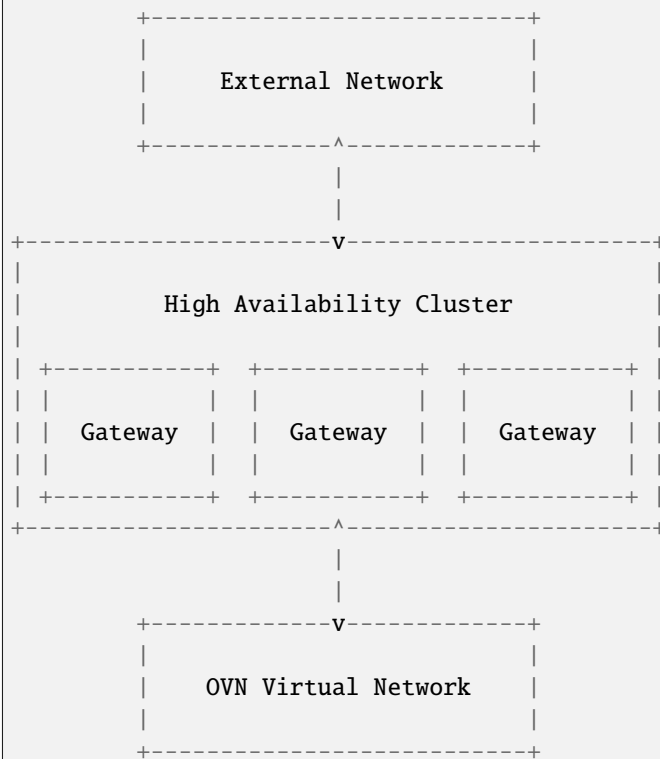 External Network
High Availability Cluster
Gateway Gateway Gateway
OVN Virtual Network